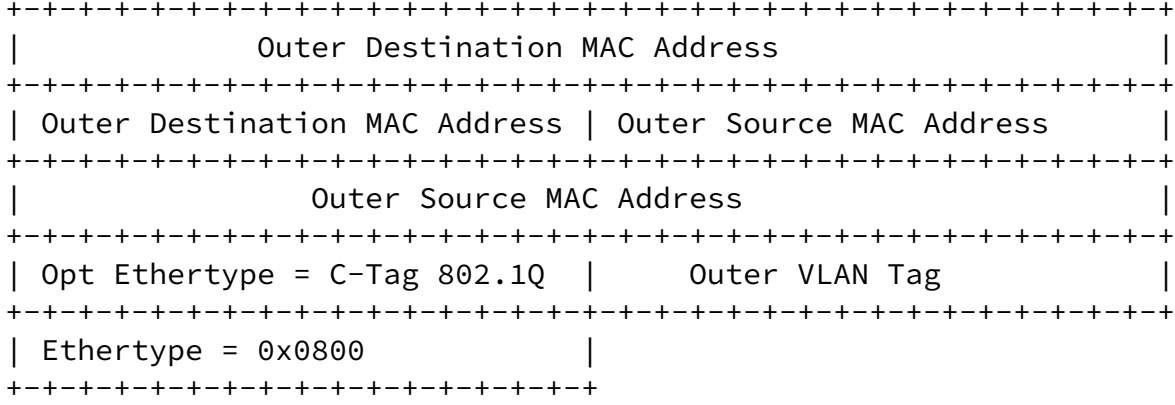 +-+-+-+-+-+-+-+-+-+-+-+-+-+-+-+-+-+-+-+-+-+-+-+-+-+-+-+-+-+-+-+-+
|             Outer Destination MAC Address                     |
+-+-+-+-+-+-+-+-+-+-+-+-+-+-+-+-+-+-+-+-+-+-+-+-+-+-+-+-+-+-+-+-+
| Outer Destination MAC Address | Outer Source MAC Address      |
+-+-+-+-+-+-+-+-+-+-+-+-+-+-+-+-+-+-+-+-+-+-+-+-+-+-+-+-+-+-+-+-+
|                Outer Source MAC Address                       |
+-+-+-+-+-+-+-+-+-+-+-+-+-+-+-+-+-+-+-+-+-+-+-+-+-+-+-+-+-+-+-+-+
| Opt Ethertype = C-Tag 802.1Q  |     Outer VLAN Tag            |
+-+-+-+-+-+-+-+-+-+-+-+-+-+-+-+-+-+-+-+-+-+-+-+-+-+-+-+-+-+-+-+-+
| Ethertype = 0x0800            |
+-+-+-+-+-+-+-+-+-+-+-+-+-+-+-+-+